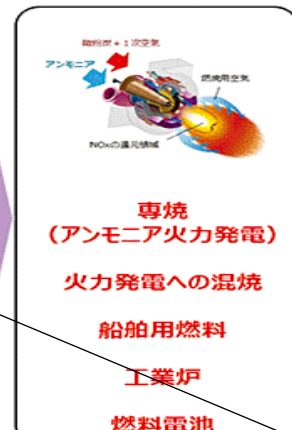 微粉炭＋1次空気
アンモニア
燃焼用空気
NOxの還元領域
専焼
(アンモニア火力発電)
火力発電への混焼
船舶用燃料
工業炉
燃料電池